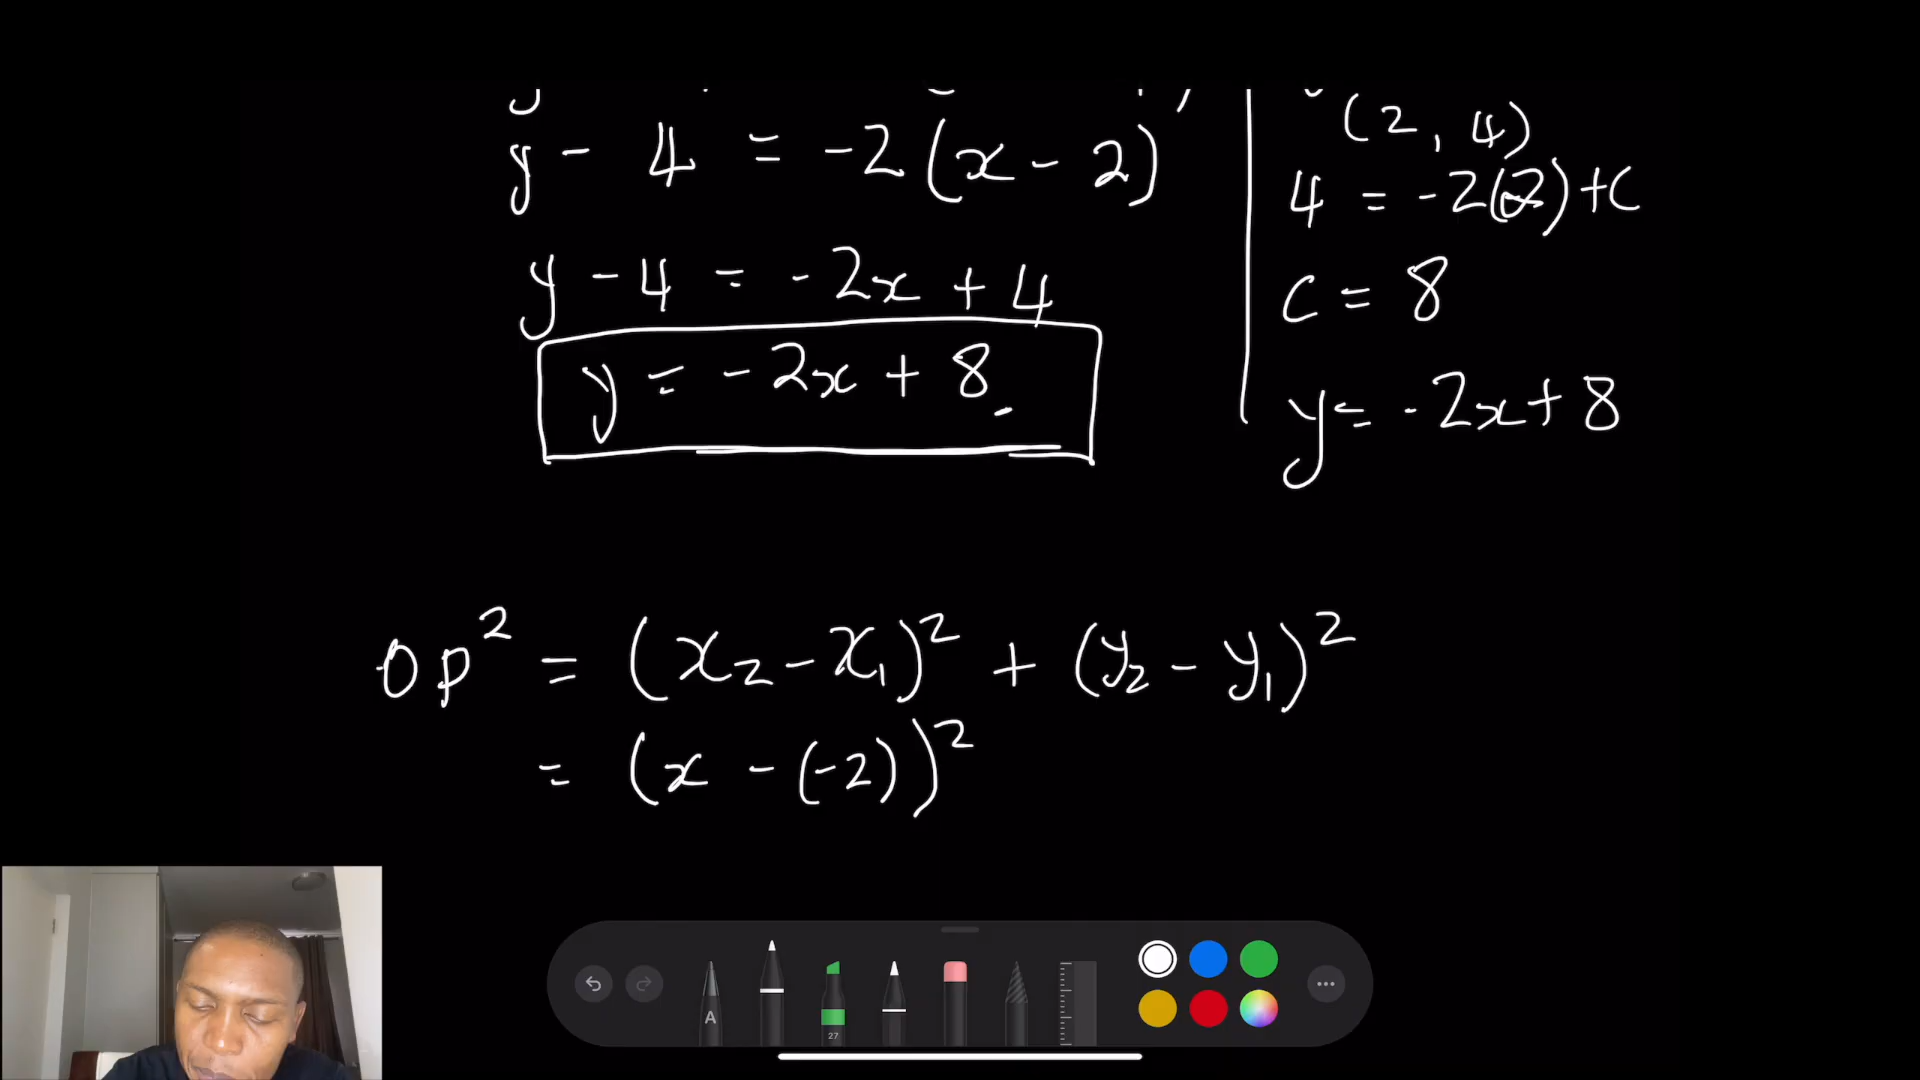 y - 4 = -2(x - 2)
y - 4 = -2x + 4
y = -2x + 8.
(2, 4)
4 = -2(2)+c
c = 8
y = -2x + 8
OP² = (x₂ - x₁)² + (y₂ - y₁)²
= (x - (-2))²
A
27